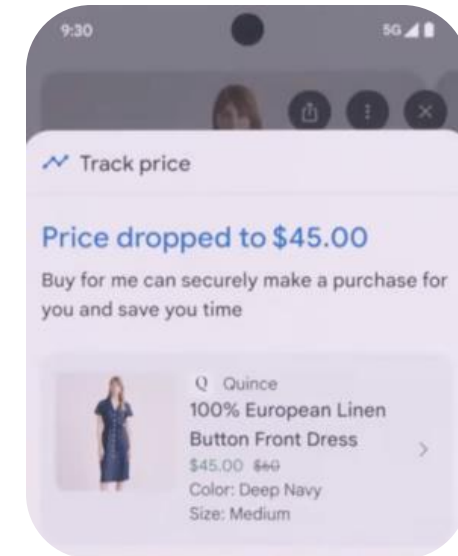 9:30
5G
Track price
Price dropped to $45.00
Buy for me can securely make a purchase for
you and save you time
Q Quince
100% European Linen
Button Front Dress
$45.00 $60
Color: Deep Navy
Size: Medium